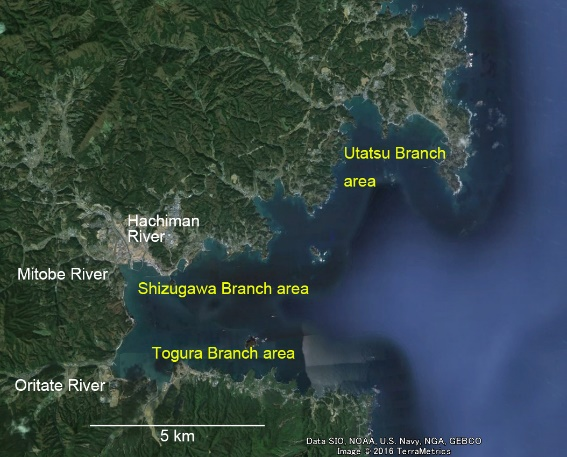 Utatsu Branch
area
Hachiman
River
Mitobe River
Shizugawa Branch area
Togura Branch area
Oritate River
5 km
Data SIO, NOAA, U.S. Navy, NGA, GEBCO
Image © 2016 TerraMetrics